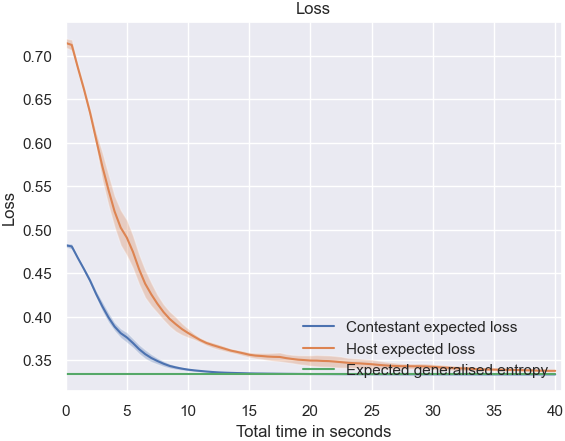 Loss
0.70
0.65
0.60
0.55
0.50
0.45
0.40
0.35
Loss
Contestant expected loss
Host expected loss
Expected generalised entropy
0 5 10 15 20 25 30 35 40
Total time in seconds